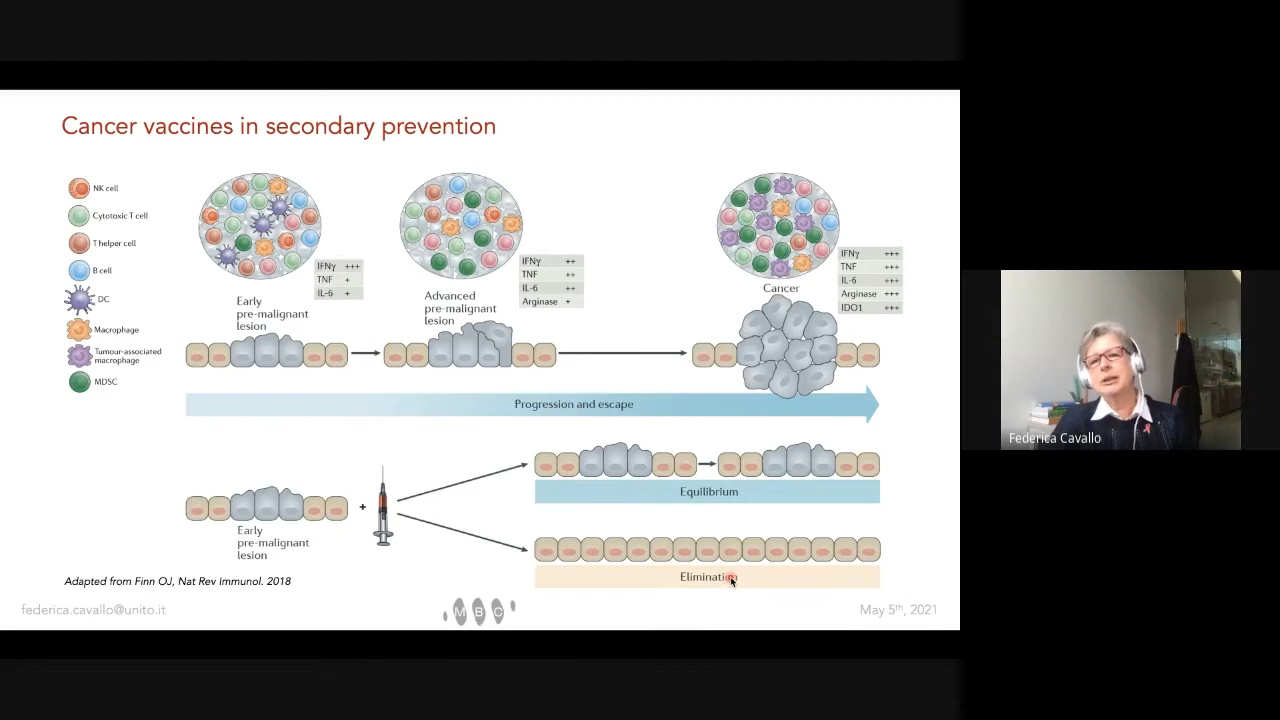 Cancer vaccines in secondary prevention
NK cell
Cytotoxic T cell
T helper cell
B cell
DC
Macrophage
Tumour-associated
macrophage
MDSC
IFNγ +++
TNF +
IL-6 +
Early
pre-malignant
lesion
IFNγ ++
TNF ++
IL-6 ++
Arginase +
Advanced
pre-malignant
lesion
IFNγ +++
TNF +++
IL-6 +++
Arginase +++
IDO1 +++
Cancer
Progression and escape
Early
pre-malignant
lesion
+
Equilibrium
Elimination
Adapted from Finn OJ, Nat Rev Immunol. 2018
federica.cavallo@unito.it
MBC
May 5th, 2021
Federica Cavallo